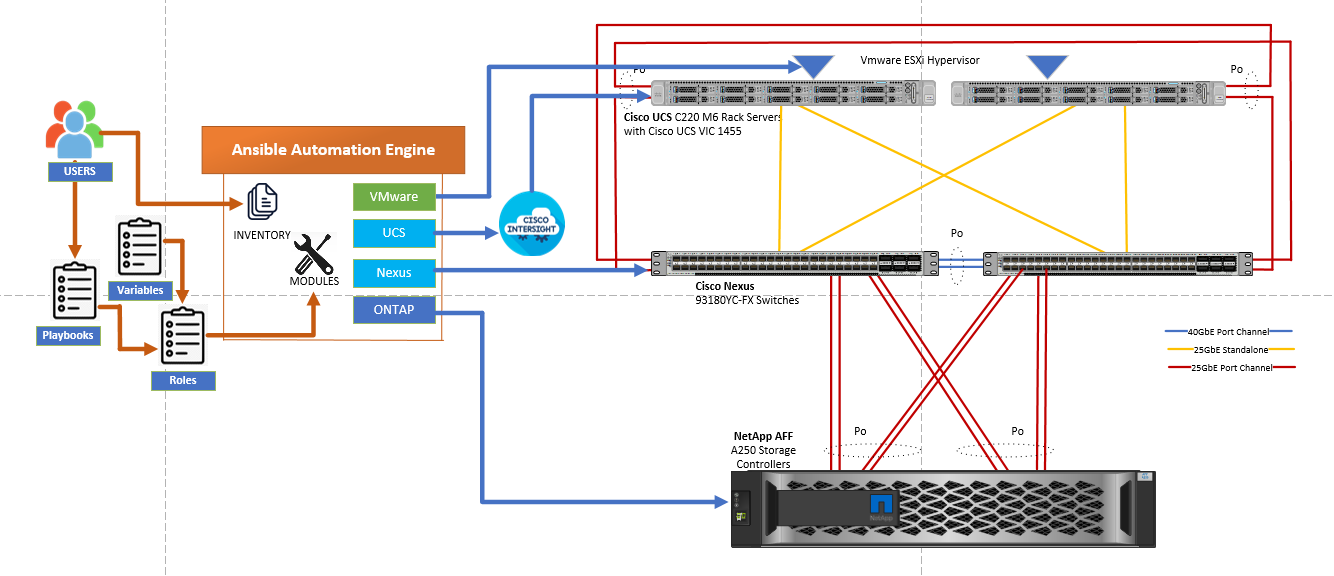 Vmware ESXi Hypervisor
Po
Po
Cisco UCS C220 M6 Rack Servers
with Cisco UCS VIC 1455
Ansible Automation Engine
USERS
VMware
INVENTORY
UCS
CISCO
INTERSIGHT
Po
MODULES
Nexus
Variables
Cisco Nexus
93180YC-FX Switches
ONTAP
Playbooks
Roles
40GbE Port Channel
25GbE Standalone
25GbE Port Channel
Po
Po
NetApp AFF
A250 Storage
Controllers
NetApp